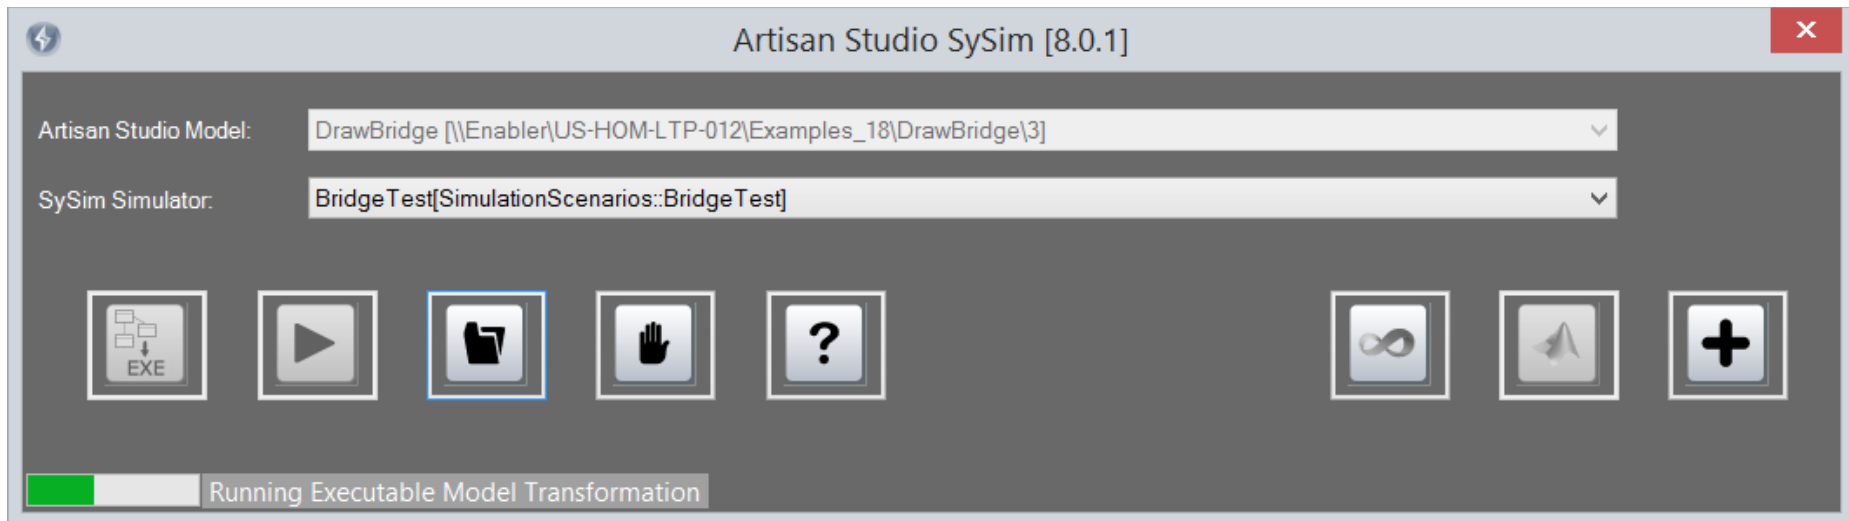 Artisan Studio SySim [8.0.1]
Artisan Studio Model:
DrawBridge [\\Enabler\US-HOM-LTP-012\Examples_18\DrawBridge\3]
SySim Simulator:
BridgeTest[SimulationScenarios::BridgeTest]
EXE
?
Running Executable Model Transformation